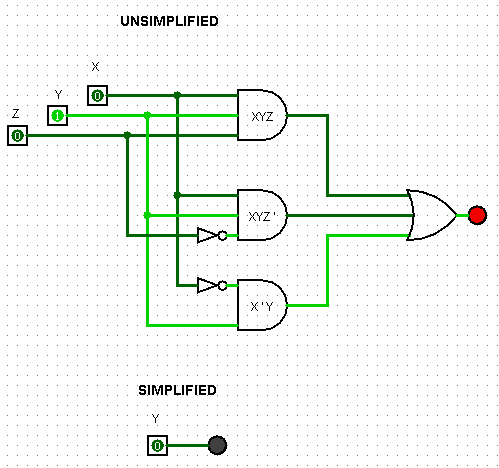 UNSIMPLIFIED
X
0
Y
1
Z
0
XYZ
XYZ'
X'Y
SIMPLIFIED
Y
0